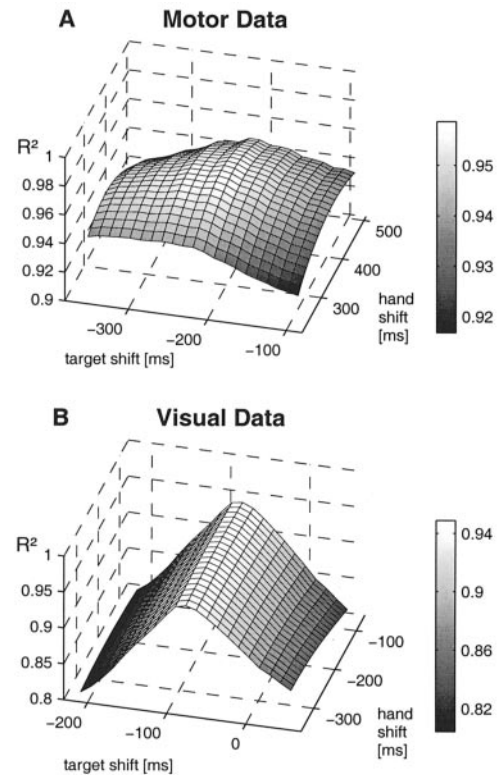 A Motor Data
R²
1
0.98
0.96
0.94
0.92
0.9
-300
-200
-100
target shift [ms]
500
400
300
hand
shift
[ms]
0.95
0.94
0.93
0.92
B Visual Data
R²
1
0.95
0.9
0.85
0.8
-200
-100
0
target shift [ms]
-100
-200
-300
hand
shift
[ms]
0.94
0.9
0.86
0.82